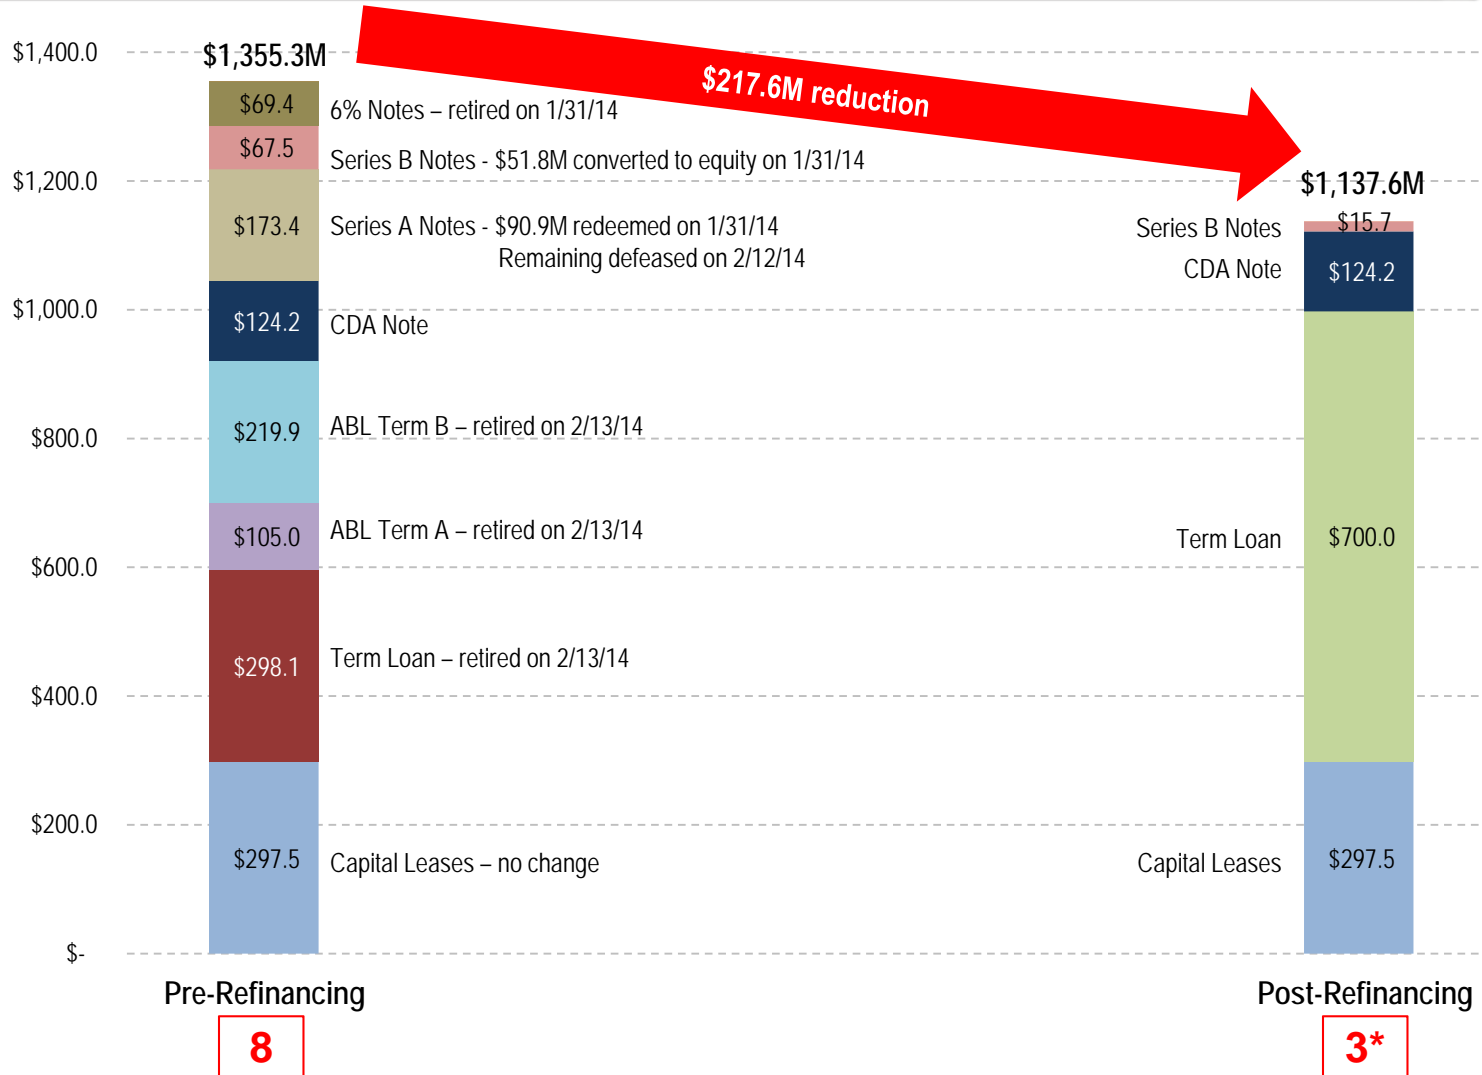 $1,400.0
$1,200.0
$1,000.0
$800.0
$600.0
$400.0
$200.0
$-
$1,355.3M
$217.6M reduction
$69.4 6% Notes – retired on 1/31/14
$67.5 Series B Notes - $51.8M converted to equity on 1/31/14
$173.4 Series A Notes - $90.9M redeemed on 1/31/14
Remaining defeased on 2/12/14
$124.2 CDA Note
$219.9 ABL Term B – retired on 2/13/14
$105.0 ABL Term A – retired on 2/13/14
$298.1 Term Loan – retired on 2/13/14
$297.5 Capital Leases – no change
Pre-Refinancing
8
$1,137.6M
Series B Notes $15.7
CDA Note $124.2
Term Loan $700.0
Capital Leases $297.5
Post-Refinancing
3*